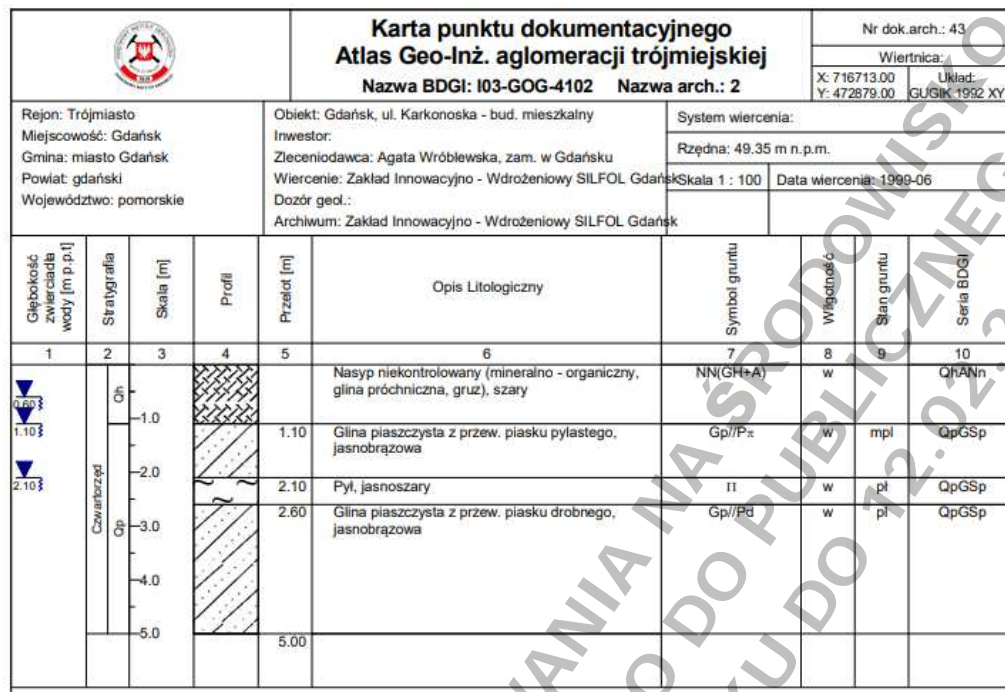 Karta punktu dokumentacyjnego
Atlas Geo-Inż. aglomeracji trójmiejskiej
Nazwa BDGI: I03-GOG-4102 Nazwa arch.: 2
Nr dok.arch.: 43
Wiertnica:
X: 716713.00
Y: 472879.00
Układ:
GUGIK 1992 XY
Rejon: Trójmiasto
Miejscowość: Gdańsk
Gmina: miasto Gdańsk
Powiat: gdański
Województwo: pomorskie
Obiekt: Gdańsk, ul. Karkonoska - bud. mieszkalny
Inwestor:
Zleceniodawca: Agata Wróblewska, zam. w Gdańsku
Wiercenie: Zakład Innowacyjno - Wdrożeniowy SILFOL Gdańsk
Dozór geol.:
Archiwum: Zakład Innowacyjno - Wdrożeniowy SILFOL Gdańsk
System wiercenia:
Rzędna: 49.35 m n.p.m.
Skala 1 : 100 Data wiercenia: 1999-06
Głębokość
zwierciadła
wody [m p.p.t]
Stratygrafia
Skala [m]
Profil
Przelot [m]
Opis Litologiczny
Symbol gruntu
Wilgotność
Stan gruntu
Seria BDGI
1 2 3 4 5 6 7 8 9 10
Nasyp niekontrolowany (mineralno - organiczny, NN(GH+A) w QhANn
glina próchniczna, gruz), szary
0.60
Qh
1.0
1.10
1.10 Glina piaszczysta z przew. piasku pylastego, Gp//Pπ w mpl QpGSp
jasnobrązowa
2.0
2.10
2.10 Pył, jasnoszary Π w pł QpGSp
2.60 Glina piaszczysta z przew. piasku drobnego, Gp//Pd w pl QpGSp
jasnobrązowa
Czwartorzęd
Qp
3.0
4.0
5.0
5.00